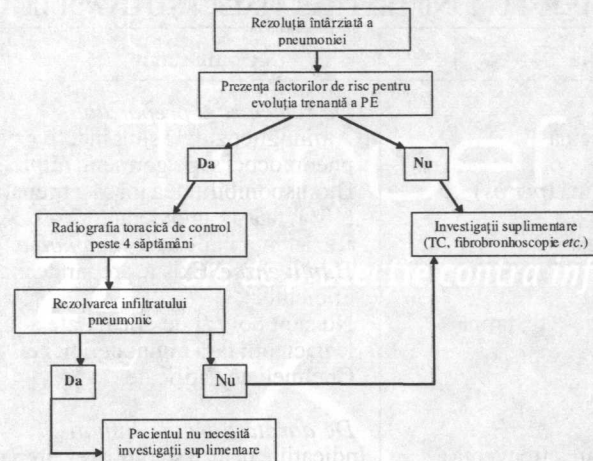 Rezoluția întârziată a
pneumoniei
Prezența factorilor de risc pentru
evoluția trenantă a PE
Da
Nu
Radiografia toracică de control
peste 4 săptămâni
Investigații suplimentare
(TC, fibrobronhoscopie etc.)
Rezolvarea infiltratului
pneumonic
Da
Nu
Pacientul nu necesită
investigații suplimentare